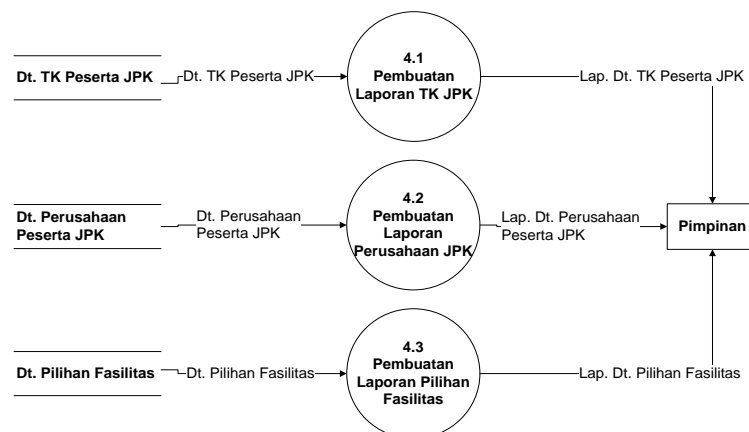 Dt. TK Peserta JPK
Dt. TK Peserta JPK
4.1
Pembuatan
Laporan TK JPK
Lap. Dt. TK Peserta JPK
Dt. Perusahaan
Peserta JPK
Dt. Perusahaan
Peserta JPK
4.2
Pembuatan
Laporan
Perusahaan JPK
Lap. Dt. Perusahaan
Peserta JPK
Pimpinan
Dt. Pilihan Fasilitas
Dt. Pilihan Fasilitas
4.3
Pembuatan
Laporan Pilihan
Fasilitas
Lap. Dt. Pilihan Fasilitas